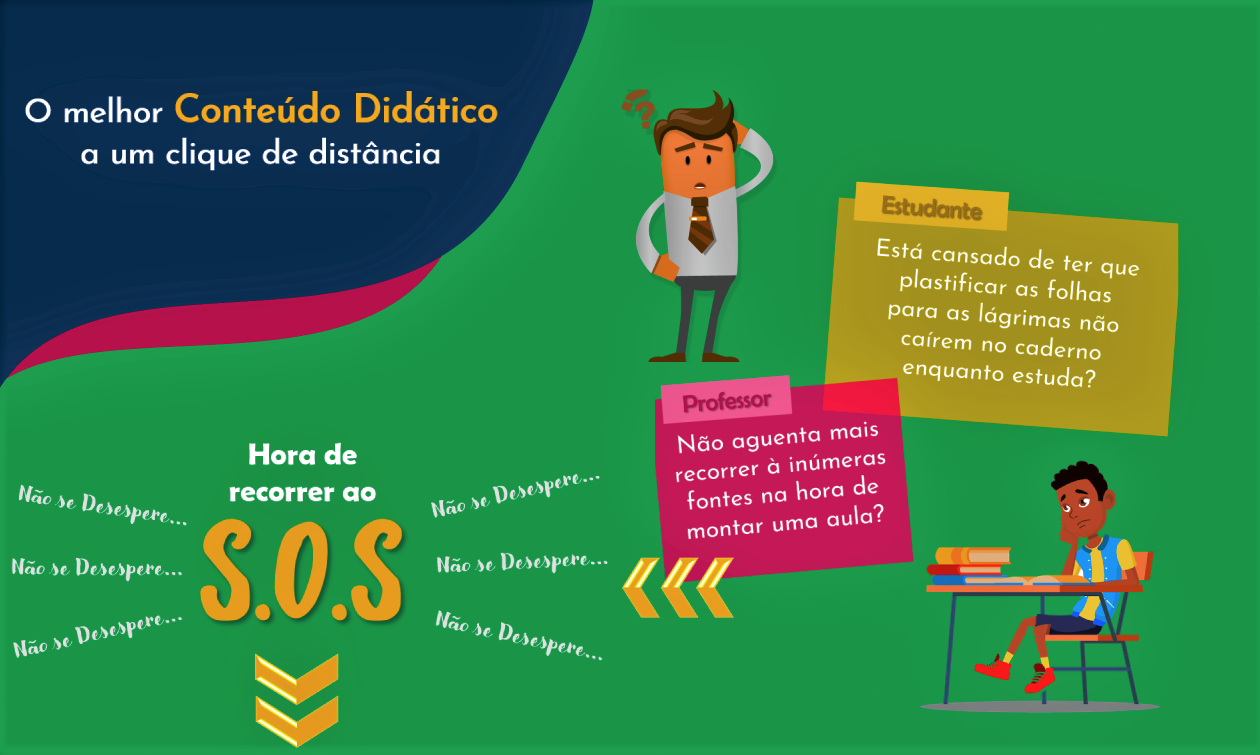 O melhor Conteúdo Didático
a um clique de distância
???
Estudante
Está cansado de ter que
plastificar as folhas
para as lágrimas não
caírem no caderno
enquanto estuda?
Professor
Não aguenta mais
recorrer à inúmeras
fontes na hora de
montar uma aula?
Hora de
recorrer ao
S.O.S
Não se Desespere...
Não se Desespere...
Não se Desespere...
Não se Desespere...
Não se Desespere...
Não se Desespere...